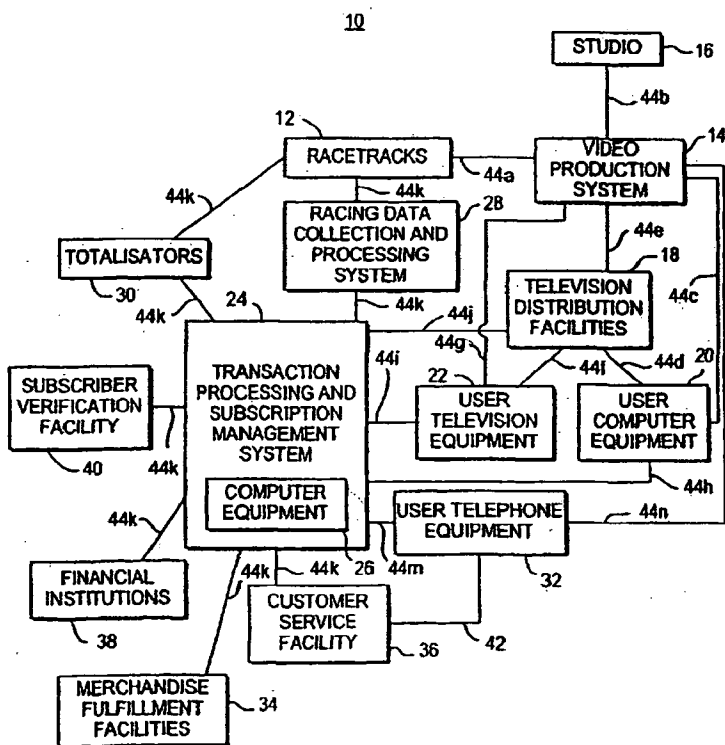 10
STUDIO
16
44b
12
14
RACETRACKS
44a
VIDEO
PRODUCTION
SYSTEM
44k
44k
28
RACING DATA
COLLECTION AND
PROCESSING
SYSTEM
44e
18
TOTALISATORS
30
44k
24
44k
44j
44g
TELEVISION
DISTRIBUTION
FACILITIES
44c
TRANSACTION
PROCESSING AND
SUBSCRIPTION
MANAGEMENT
SYSTEM
44i
22
44f
44d
20
SUBSCRIBER
VERIFICATION
FACILITY
40
44k
USER
TELEVISION
EQUIPMENT
USER
COMPUTER
EQUIPMENT
44h
COMPUTER
EQUIPMENT
26
USER TELEPHONE
EQUIPMENT
44n
44m
32
44k
FINANCIAL
INSTITUTIONS
38
44k
44k
CUSTOMER
SERVICE
FACILITY
36
42
MERCHANDISE
FULFILLMENT
FACILITIES
34